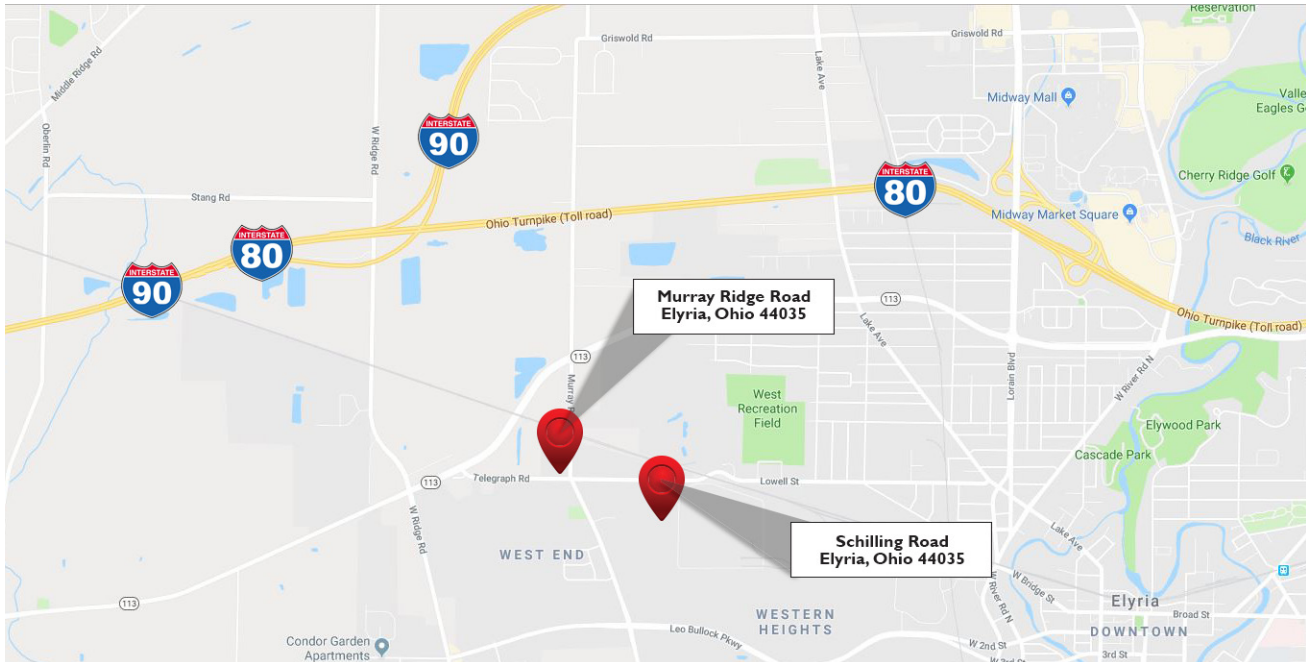 Reservation
Griswold Rd
Griswold Rd
Middle Ridge Rd
Lake Ave
Midway Mall
Valle
Eagles G
INTERSTATE
90
Oberlin Rd
W Ridge Rd
Cherry Ridge Golf
INTERSTATE
80
Stang Rd
Ohio Turnpike (Toll road)
Midway Market Square
Black River
INTERSTATE
80
INTERSTATE
90
Murray Ridge Road
Elyria, Ohio 44035
113
Lake Ave
Ohio Turnpike (Toll road)
113
Murray R
Lorain Blvd
W River Rd N
West
Recreation
Field
Elywood Park
Cascade Park
113
Telegraph Rd
Lowell St
W Ridge Rd
Schilling Road
Elyria, Ohio 44035
Lake Ave
WEST END
W River Rd N
W Bridge St
113
Elyria
Broad St
WESTERN
HEIGHTS
Leo Bullock Pkwy
DOWNTOWN
Condor Garden
Apartments
W 2nd St
3rd St
W 3rd St